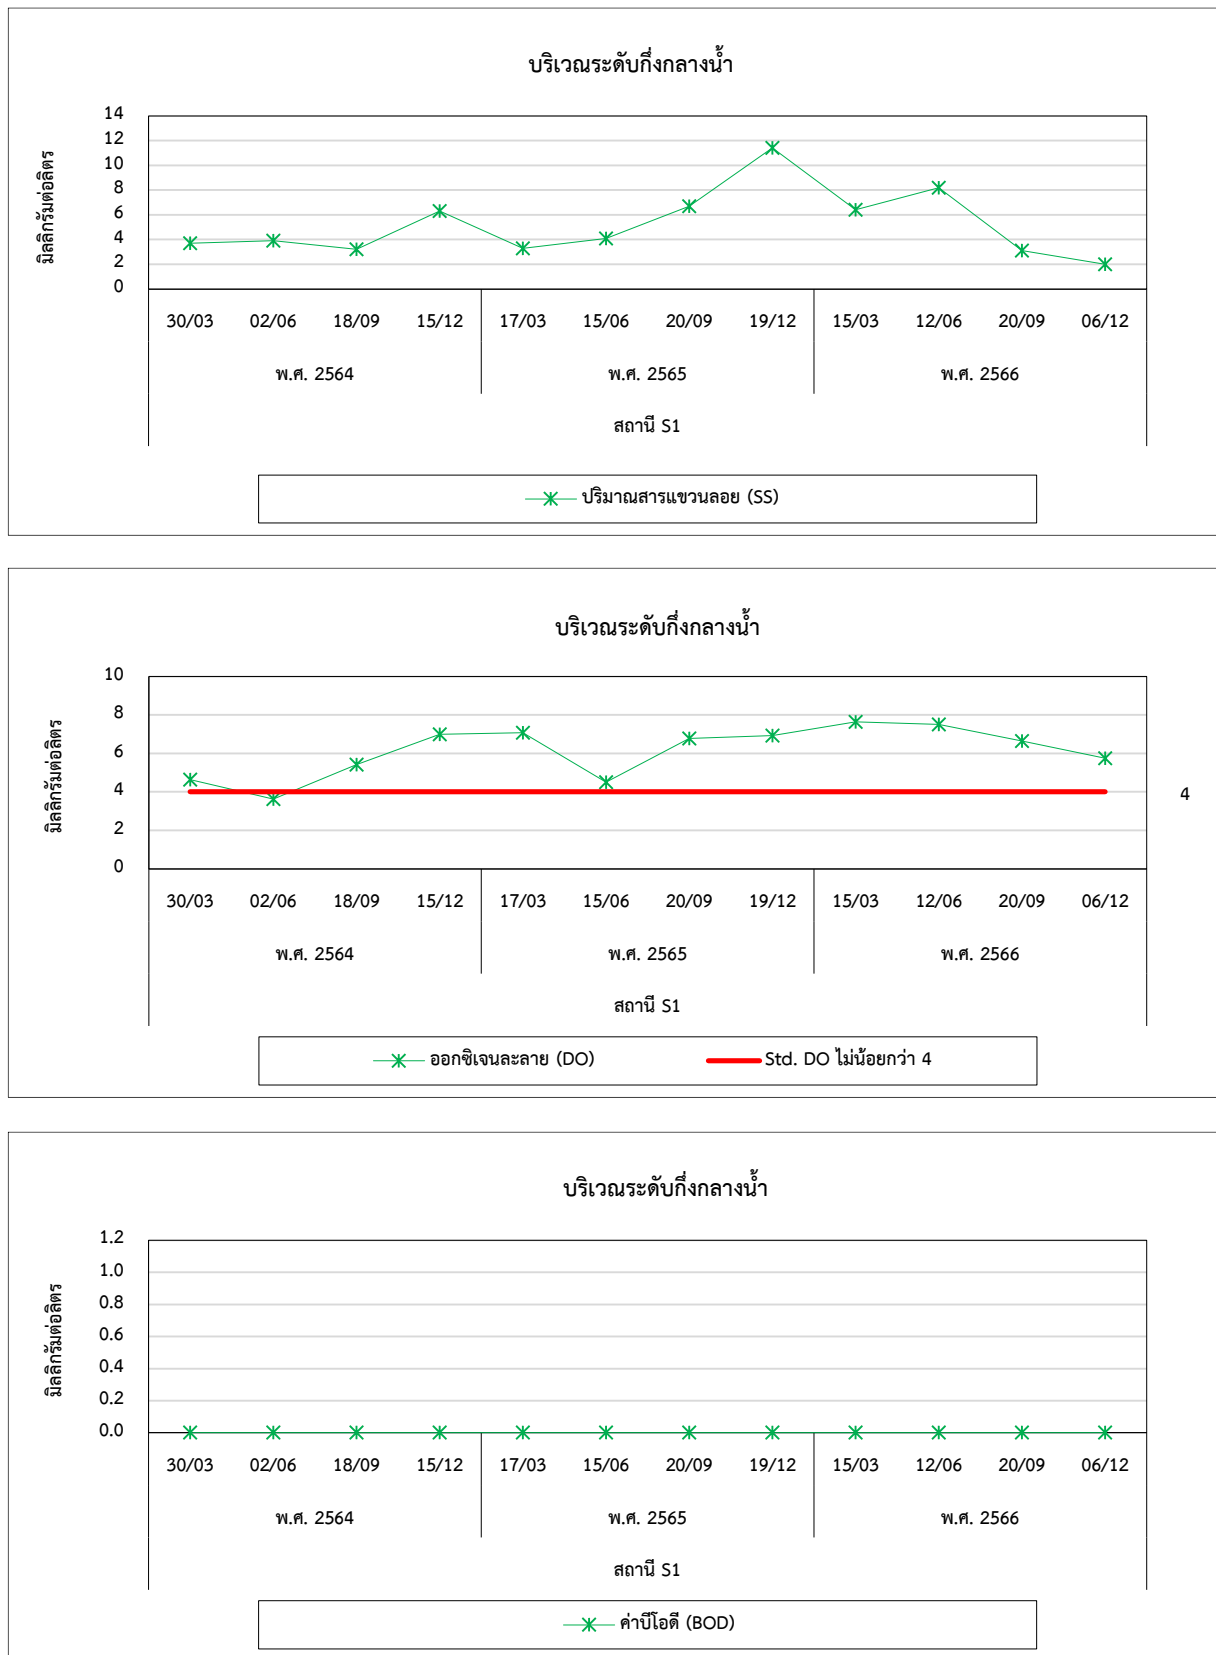 บริเวณระดับกึ่งกลางน้ำ
มิลลิกรัมต่อลิตร
14
12
10
8
6
4
2
0
30/03 02/06 18/09 15/12 17/03 15/06 20/09 19/12 15/03 12/06 20/09 06/12
พ.ศ. 2564 พ.ศ. 2565 พ.ศ. 2566
สถานี S1
ปริมาณสารแขวนลอย (SS)
บริเวณระดับกึ่งกลางน้ำ
มิลลิกรัมต่อลิตร
10
8
6
4
2
0
4
30/03 02/06 18/09 15/12 17/03 15/06 20/09 19/12 15/03 12/06 20/09 06/12
พ.ศ. 2564 พ.ศ. 2565 พ.ศ. 2566
สถานี S1
ออกซิเจนละลาย (DO) Std. DO ไม่น้อยกว่า 4
บริเวณระดับกึ่งกลางน้ำ
มิลลิกรัมต่อลิตร
1.2
1.0
0.8
0.6
0.4
0.2
0.0
30/03 02/06 18/09 15/12 17/03 15/06 20/09 19/12 15/03 12/06 20/09 06/12
พ.ศ. 2564 พ.ศ. 2565 พ.ศ. 2566
สถานี S1
ค่าบีโอดี (BOD)